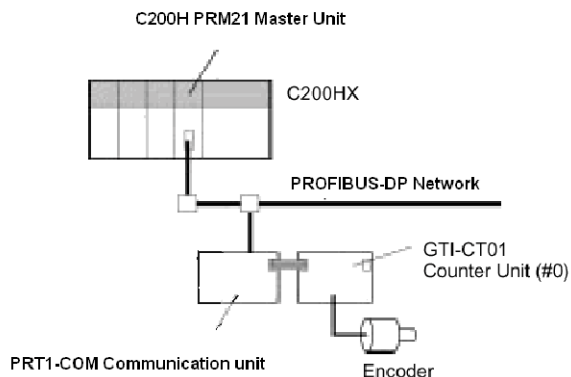 C200H PRM21 Master Unit
C200HX
PROFIBUS-DP Network
GTI-CT01
Counter Unit (#0)
PRT1-COM Communication unit
Encoder